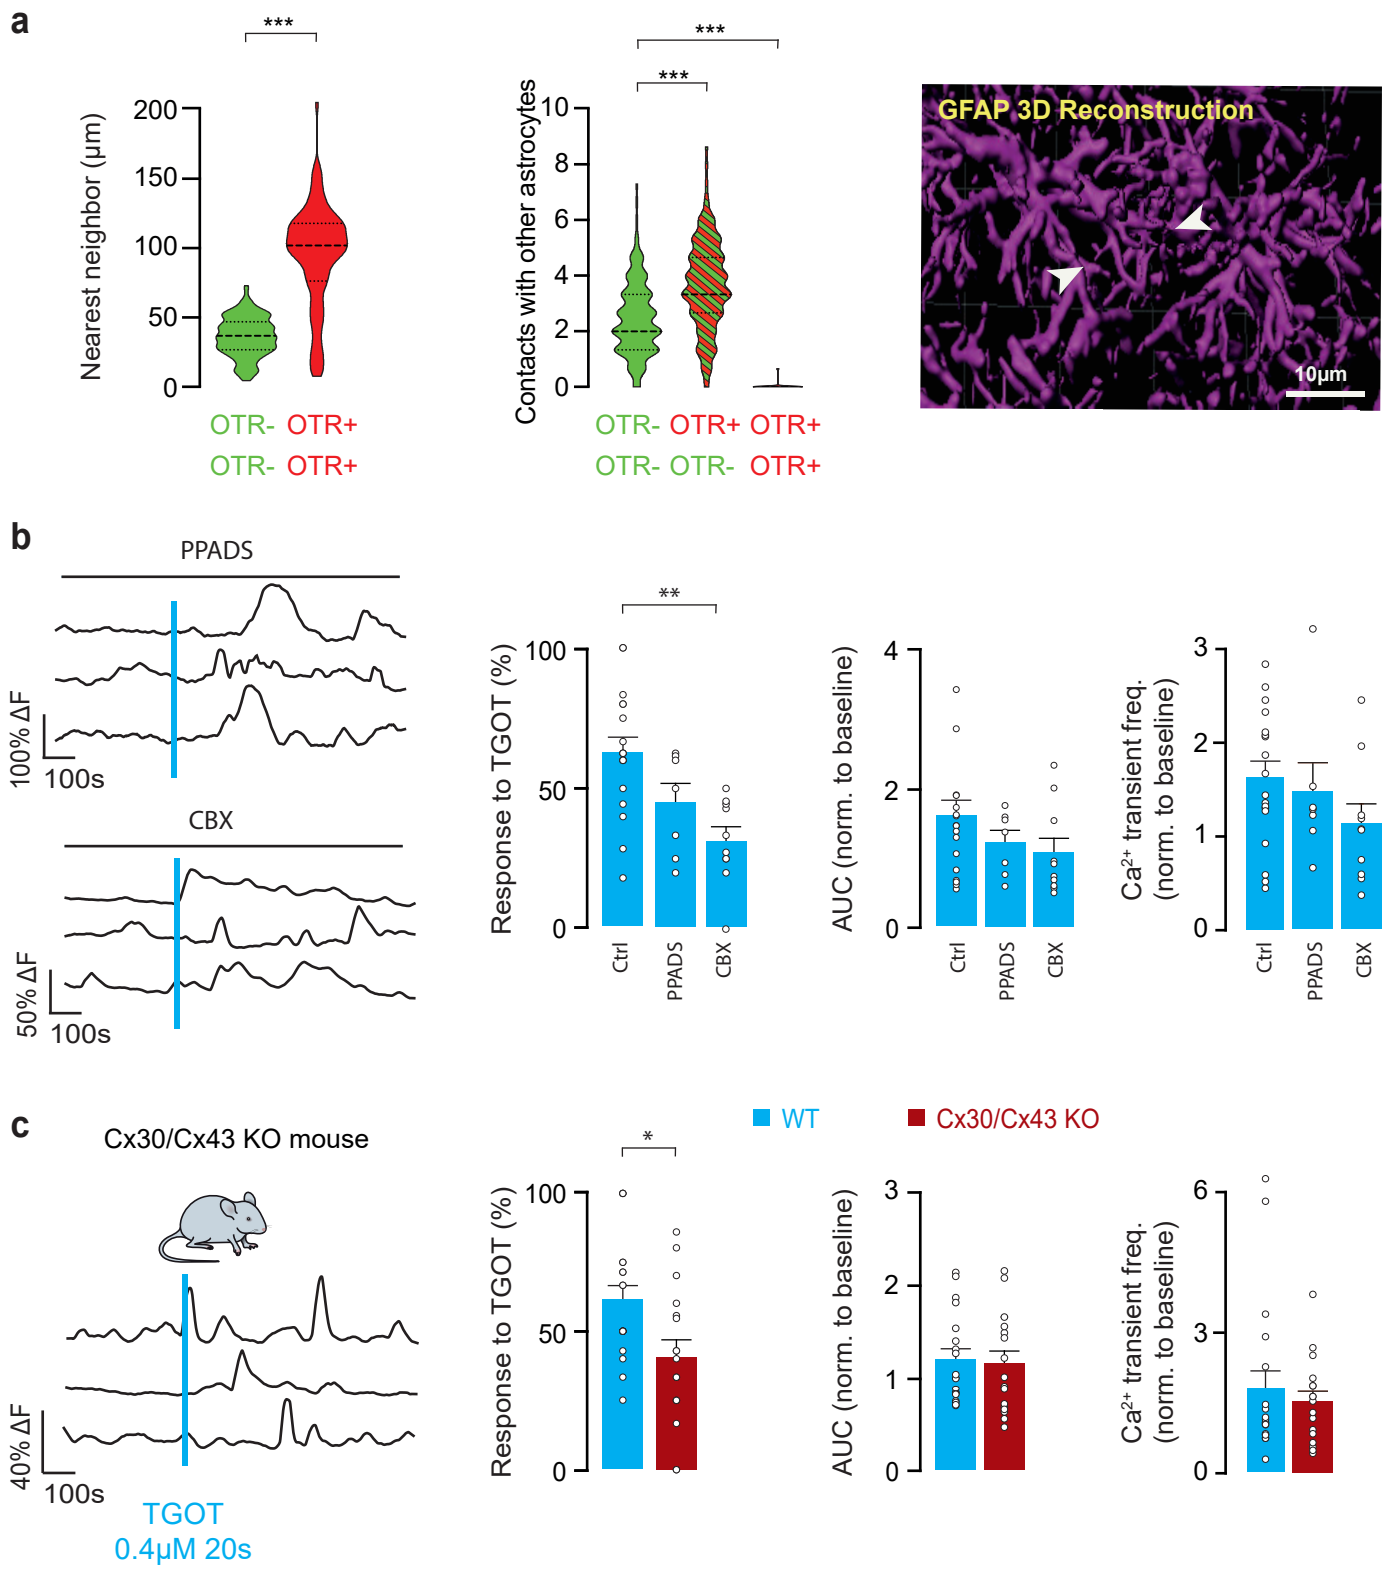 a
***
Nearest neighbor (µm)
200
150
100
50
0
OTR- OTR+
OTR- OTR+
***
***
Contacts with other astrocytes
10
8
6
4
2
0
OTR- OTR+ OTR+
OTR- OTR- OTR+
GFAP 3D Reconstruction
10µm
b
PPADS
100% ΔF
100s
CBX
50% ΔF
100s
**
Response to TGOT (%)
100
50
0
Ctrl
PPADS
CBX
AUC (norm. to baseline)
4
2
0
Ctrl
PPADS
CBX
Ca²⁺ transient freq.
(norm. to baseline)
3
2
1
0
Ctrl
PPADS
CBX
c
Cx30/Cx43 KO mouse
40% ΔF
100s
TGOT
0.4µM 20s
WT
Cx30/Cx43 KO
*
Response to TGOT (%)
100
50
0
AUC (norm. to baseline)
3
2
1
0
Ca²⁺ transient freq.
(norm. to baseline)
6
3
0